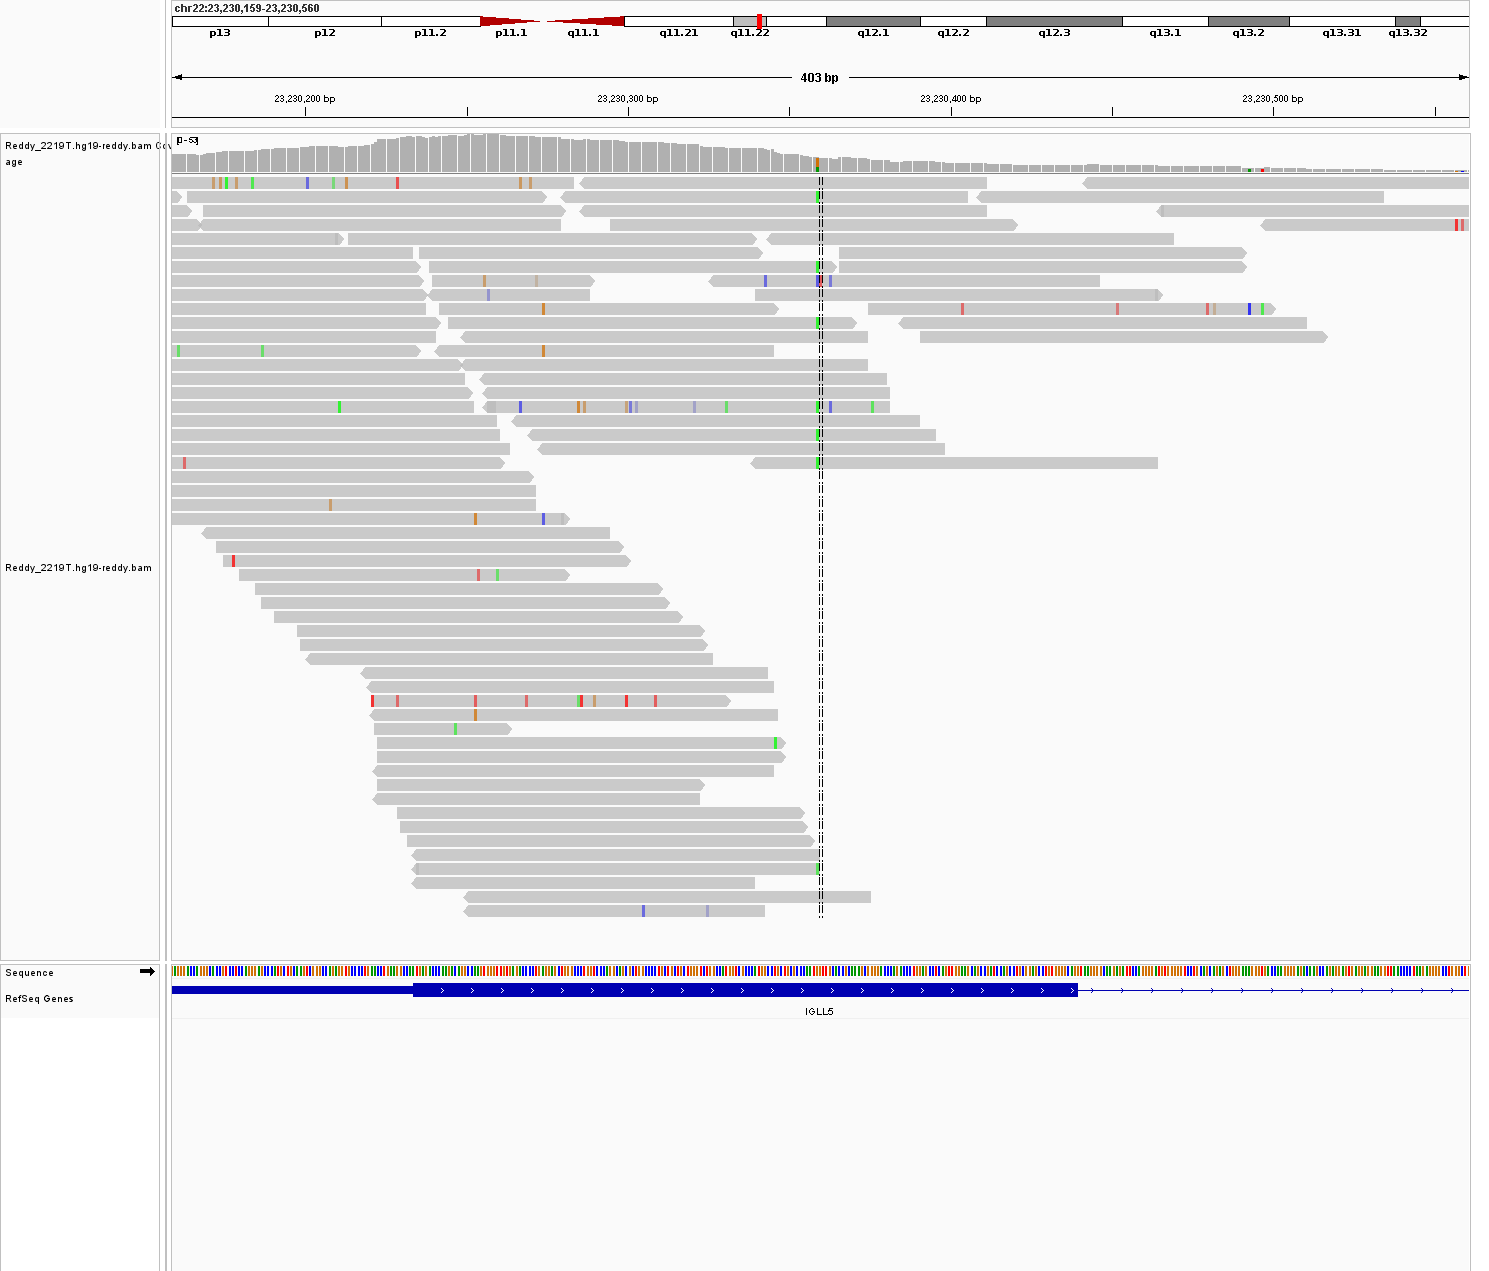 chr22:23,230,159-23,230,560
p13 p12 p11.2 p11.1 q11.1 q11.21 q11.22 q12.1 q12.2 q12.3 q13.1 q13.2 q13.31 q13.32
403 bp
23,230,200 bp 23,230,300 bp 23,230,400 bp 23,230,500 bp
[0-53]
Reddy_2219T.hg19-reddy.bam Cov
age
Reddy_2219T.hg19-reddy.bam
Sequence
RefSeq Genes
IGLL5